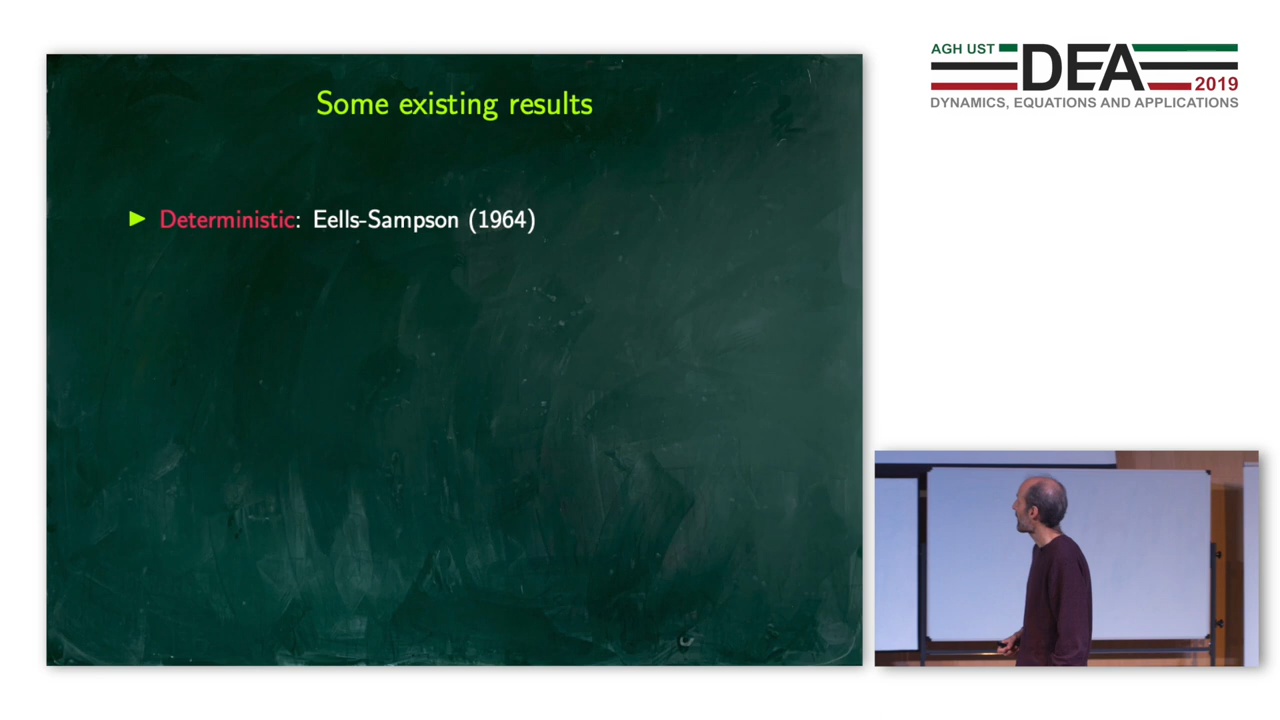 Some existing results
▶ Deterministic: Eells-Sampson (1964)
AGH UST DEA 2019
DYNAMICS, EQUATIONS AND APPLICATIONS